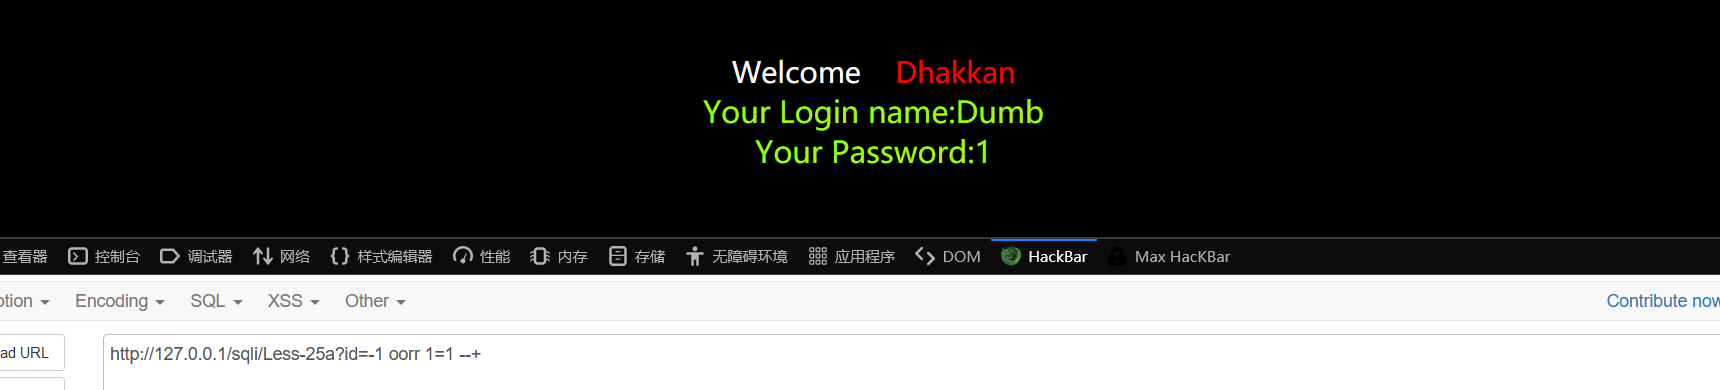 Welcome Dhakkan
Your Login name:Dumb
Your Password:1
查看器 控制台 调试器 网络 样式编辑器 性能 内存 存储 无障碍环境 应用程序 DOM HackBar Max HacKBar
Encoding SQL XSS Other Contribute now
ad URL http://127.0.0.1/sqli/Less-25a?id=-1 oorr 1=1 --+